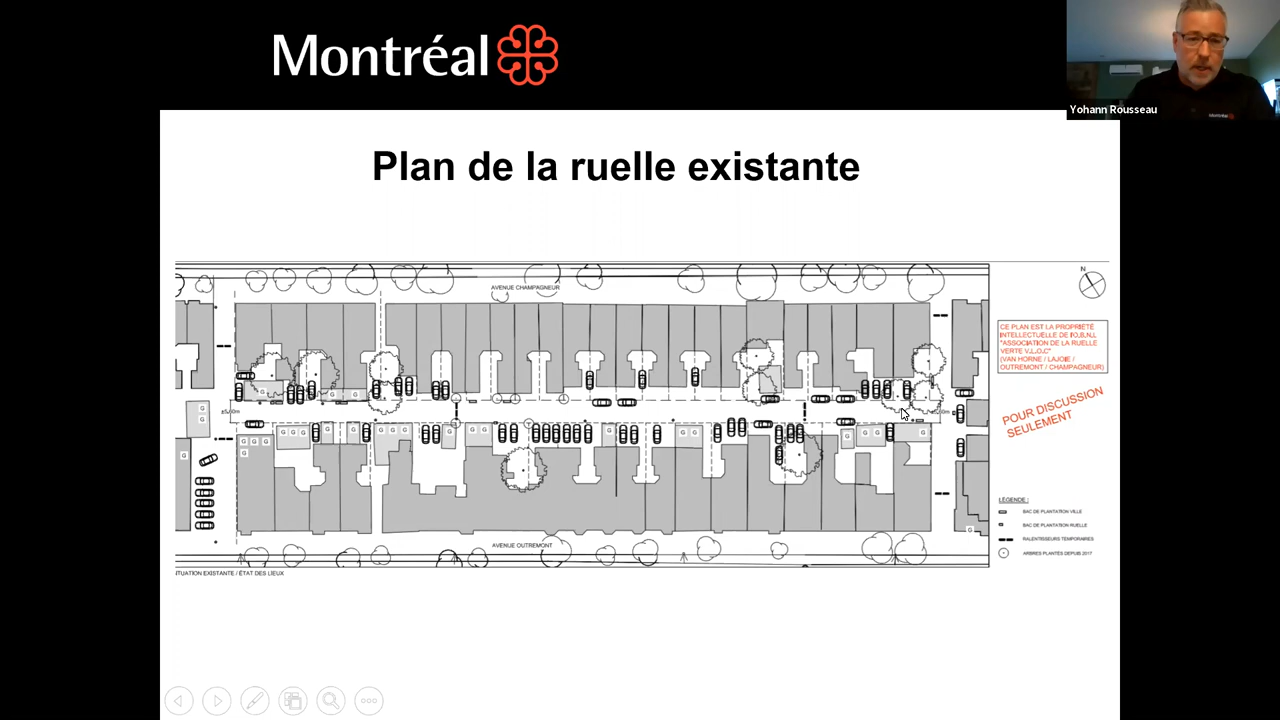 Montréal
Yohann Rousseau
Montréal
Plan de la ruelle existante
AVENUE CHAMPAGNEUR
N
CE PLAN EST LA PROPRIÉTÉ
INTELLECTUELLE DE l'O.B.N.L
"ASSOCIATION DE LA RUELLE
VERTE V.L.O.C"
(VAN HORNE / LAJOIE /
OUTREMONT / CHAMPAGNEUR)
POUR DISCUSSION
SEULEMENT
AVENUE OUTREMONT
LÉGENDE :
BAC DE PLANTATION VILLE
BAC DE PLANTATION RUELLE
RALENTISSEURS TEMPORAIRES
ARBRES PLANTÉS DEPUIS 2017
TUATION EXISTANTE / ÉTAT DES LIEUX